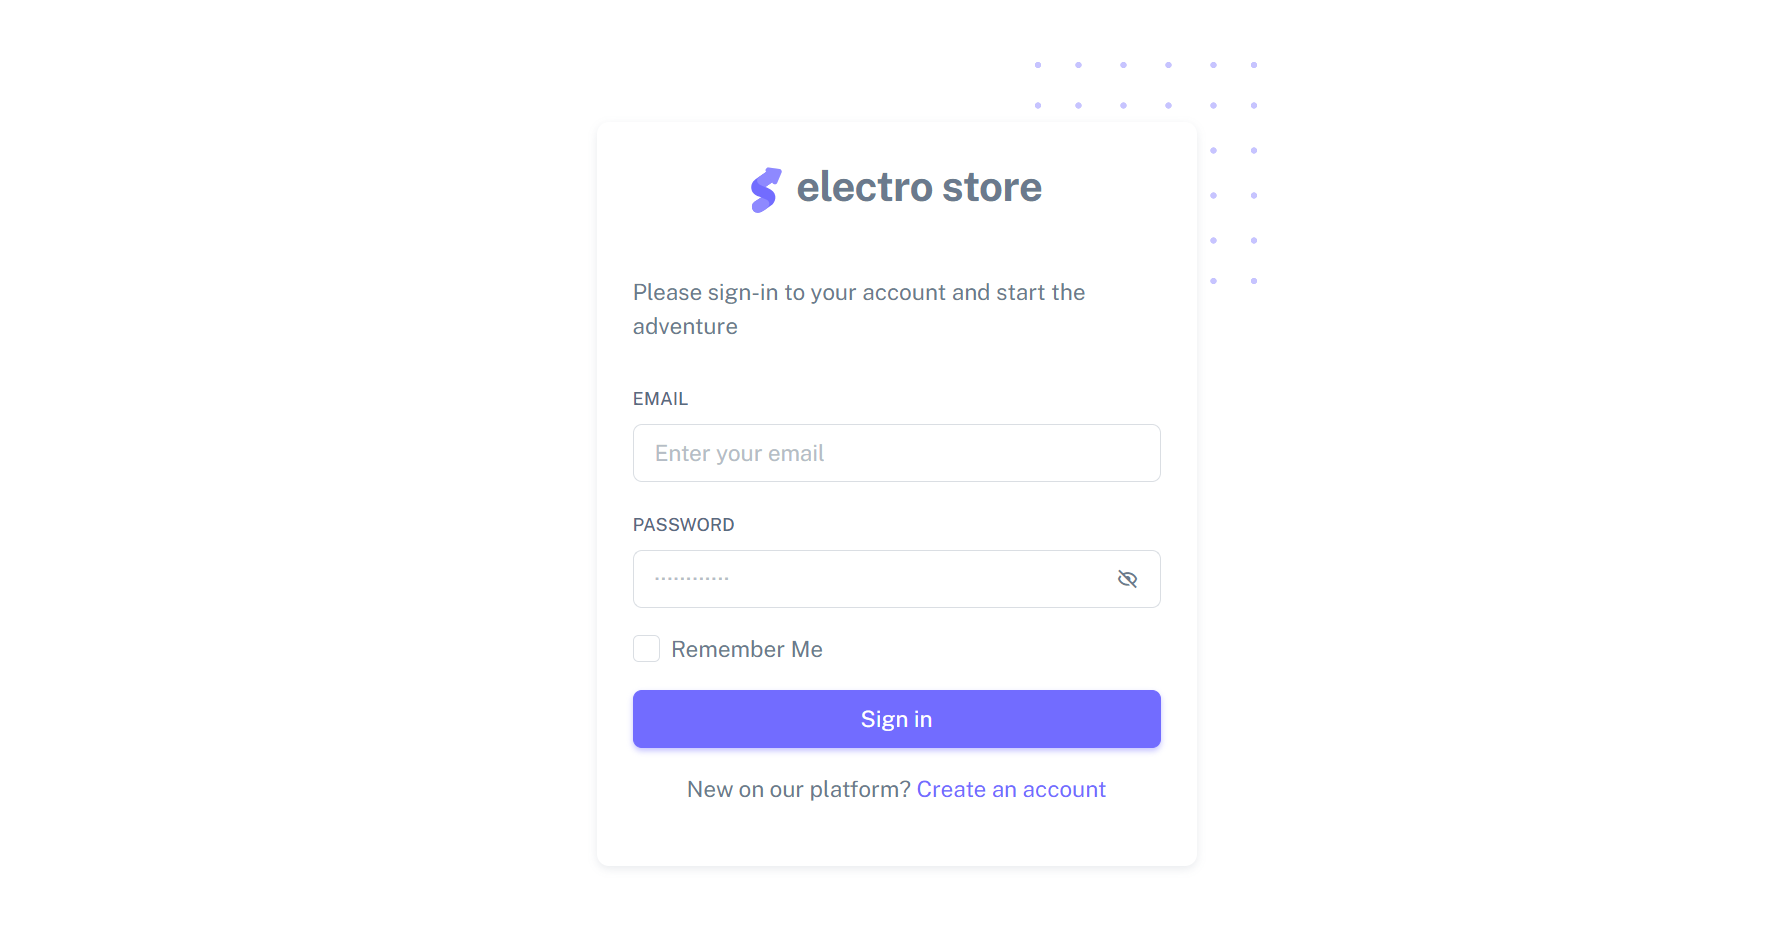 electro store
Please sign-in to your account and start the
adventure
EMAIL
Enter your email
PASSWORD
············
Remember Me
Sign in
New on our platform? Create an account